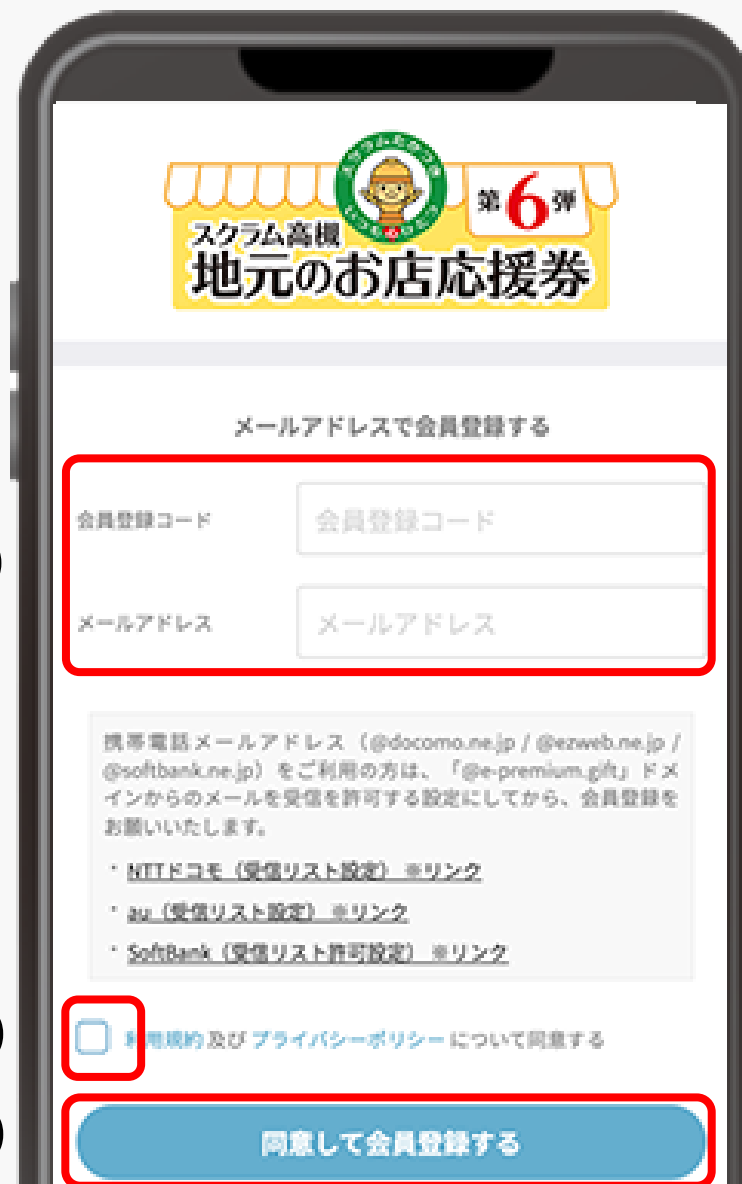 スクラム高槻
第6弾
地元のお店応援券
メールアドレスで会員登録する
会員登録コード
会員登録コード
メールアドレス
メールアドレス
携帯電話メールアドレス（@docomo.ne.jp / @ezweb.ne.jp /
@softbank.ne.jp）をご利用の方は、「@e-premium.gift」ドメ
インからのメールを受信を許可する設定にしてから、会員登録を
お願いいたします。
・NTTドコモ（受信リスト設定） ※リンク
・au（受信リスト設定） ※リンク
・SoftBank（受信リスト許可設定） ※リンク
利用規約 及び プライバシーポリシー について同意する
同意して会員登録する
)
)
)